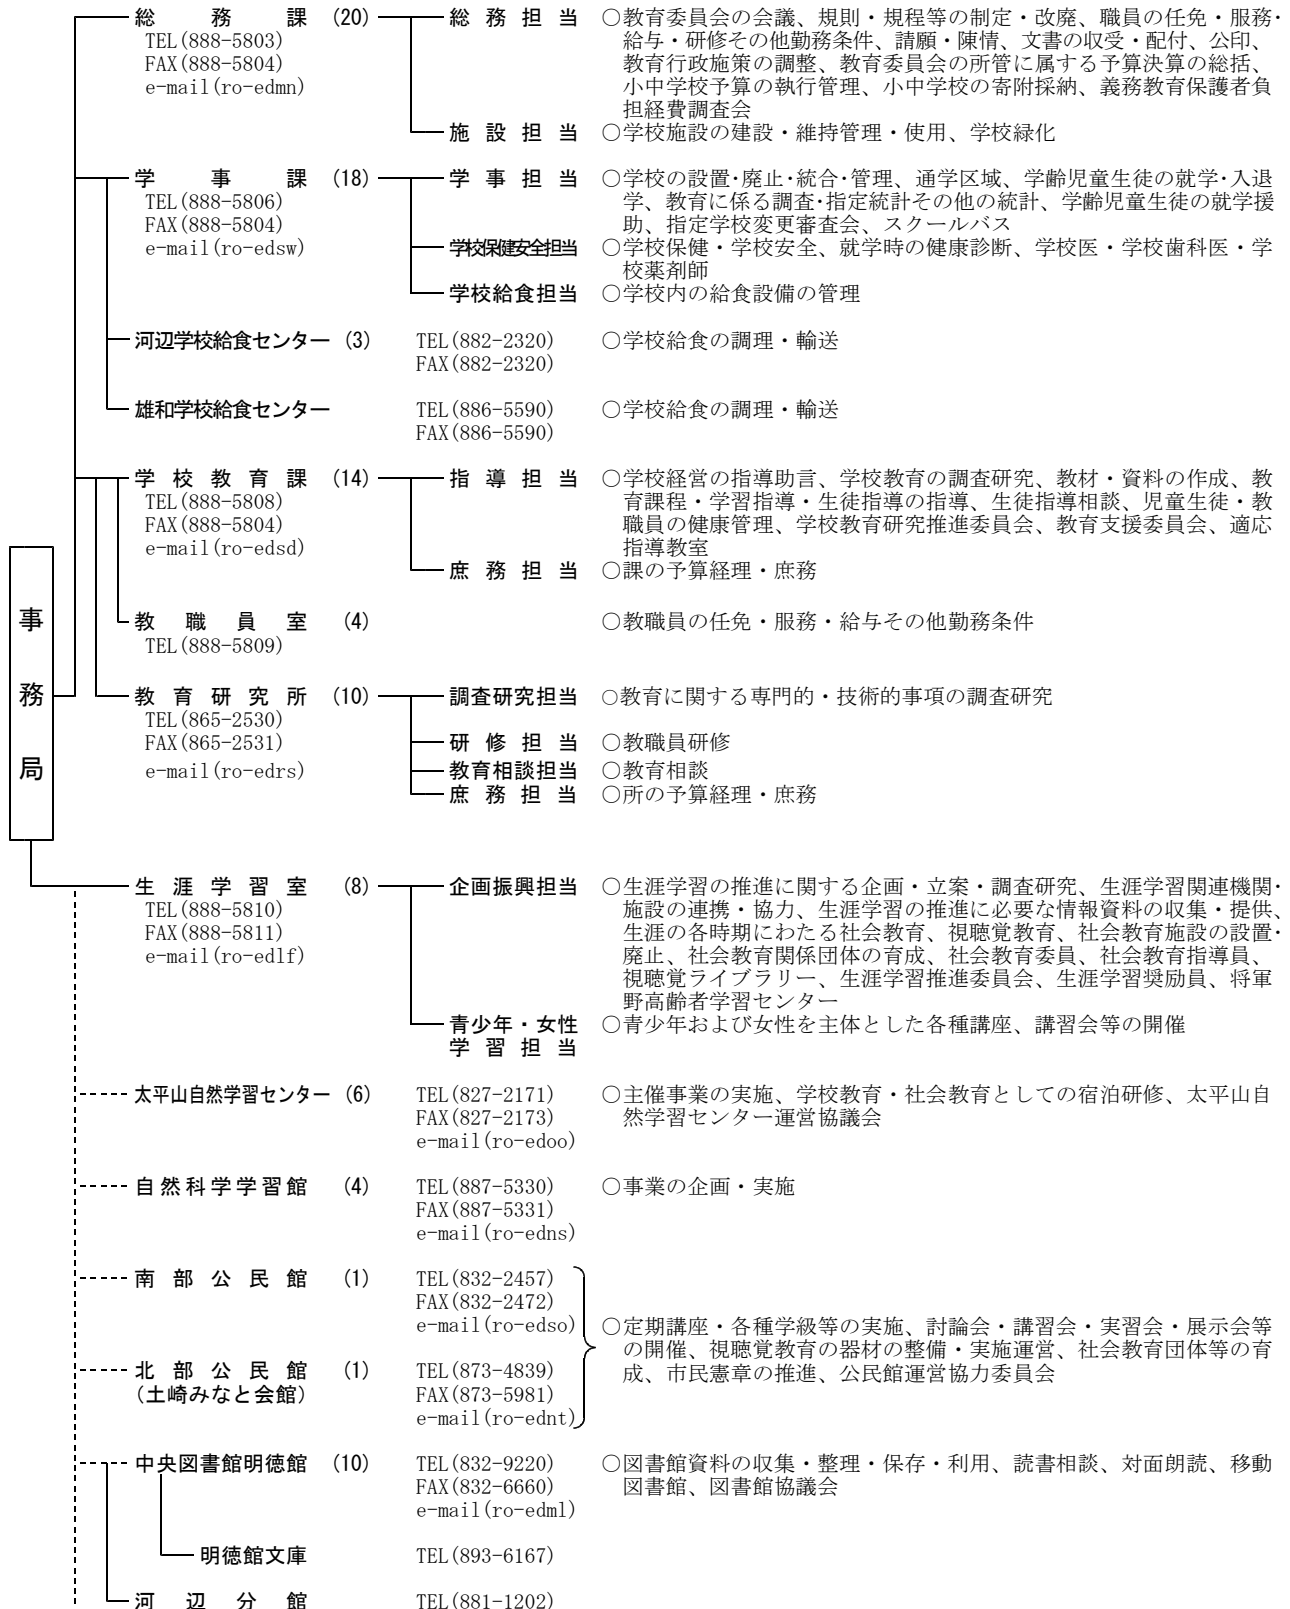 総務課 (20) 総務担当 ○教育委員会の会議、規則・規程等の制定・改廃、職員の任免・服務・
TEL(888-5803) 給与・研修その他勤務条件、請願・陳情、文書の収受・配付、公印、
FAX(888-5804) 教育行政施策の調整、教育委員会の所管に属する予算決算の総括、
e-mail(ro-edmn) 小中学校予算の執行管理、小中学校の寄附採納、義務教育保護者負
担経費調査会
施設担当 ○学校施設の建設・維持管理・使用、学校緑化
学事課 (18) 学事担当 ○学校の設置・廃止・統合・管理、通学区域、学齢児童生徒の就学・入退
TEL(888-5806) 学、教育に係る調査・指定統計その他の統計、学齢児童生徒の就学援
FAX(888-5804) 助、指定学校変更審査会、スクールバス
e-mail(ro-edsw) 学校保健安全担当 ○学校保健・学校安全、就学時の健康診断、学校医・学校歯科医・学
校薬剤師
学校給食担当 ○学校内の給食設備の管理
河辺学校給食センター (3) TEL(882-2320) ○学校給食の調理・輸送
FAX(882-2320)
雄和学校給食センター TEL(886-5590) ○学校給食の調理・輸送
FAX(886-5590)
学校教育課 (14) 指導担当 ○学校経営の指導助言、学校教育の調査研究、教材・資料の作成、教
TEL(888-5808) 育課程・学習指導・生徒指導の指導、生徒指導相談、児童生徒・教
FAX(888-5804) 職員の健康管理、学校教育研究推進委員会、教育支援委員会、適応
e-mail(ro-edsd) 指導教室
庶務担当 ○課の予算経理・庶務
事務局
教職員室 (4) ○教職員の任免・服務・給与その他勤務条件
TEL(888-5809)
教育研究所 (10) 調査研究担当 ○教育に関する専門的・技術的事項の調査研究
TEL(865-2530)
FAX(865-2531) 研修担当 ○教職員研修
e-mail(ro-edrs) 教育相談担当 ○教育相談
庶務担当 ○所の予算経理・庶務
生涯学習室 (8) 企画振興担当 ○生涯学習の推進に関する企画・立案・調査研究、生涯学習関連機関・
TEL(888-5810) 施設の連携・協力、生涯学習の推進に必要な情報資料の収集・提供、
FAX(888-5811) 生涯の各時期にわたる社会教育、視聴覚教育、社会教育施設の設置・
e-mail(ro-edlf) 廃止、社会教育関係団体の育成、社会教育委員、社会教育指導員、
視聴覚ライブラリー、生涯学習推進委員会、生涯学習奨励員、将軍
野高齢者学習センター
青少年・女性 ○青少年および女性を主体とした各種講座、講習会等の開催
学習担当
太平山自然学習センター (6) TEL(827-2171) ○主催事業の実施、学校教育・社会教育としての宿泊研修、太平山自
FAX(827-2173) 然学習センター運営協議会
e-mail(ro-edoo)
自然科学学習館 (4) TEL(887-5330) ○事業の企画・実施
FAX(887-5331)
e-mail(ro-edns)
南部公民館 (1) TEL(832-2457)
FAX(832-2472)
e-mail(ro-edso) ○定期講座・各種学級等の実施、討論会・講習会・実習会・展示会等
の開催、視聴覚教育の器材の整備・実施運営、社会教育団体等の育
北部公民館 (1) TEL(873-4839) 成、市民憲章の推進、公民館運営協力委員会
(土崎みなと会館) FAX(873-5981)
e-mail(ro-ednt)
中央図書館明徳館 (10) TEL(832-9220) ○図書館資料の収集・整理・保存・利用、読書相談、対面朗読、移動
FAX(832-6660) 図書館、図書館協議会
e-mail(ro-edml)
明徳館文庫 TEL(893-6167)
河辺分館 TEL(881-1202)